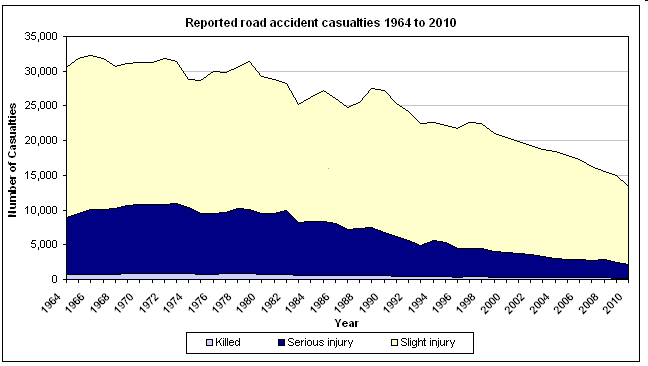 Reported road accident casualties 1964 to 2010
Number of Casualties
35,000
30,000
25,000
20,000
15,000
10,000
5,000
0
1964 1966 1968 1970 1972 1974 1976 1978 1980 1982 1984 1986 1988 1990 1992 1994 1996 1998 2000 2002 2004 2006 2008 2010
Year
Killed Serious injury Slight injury